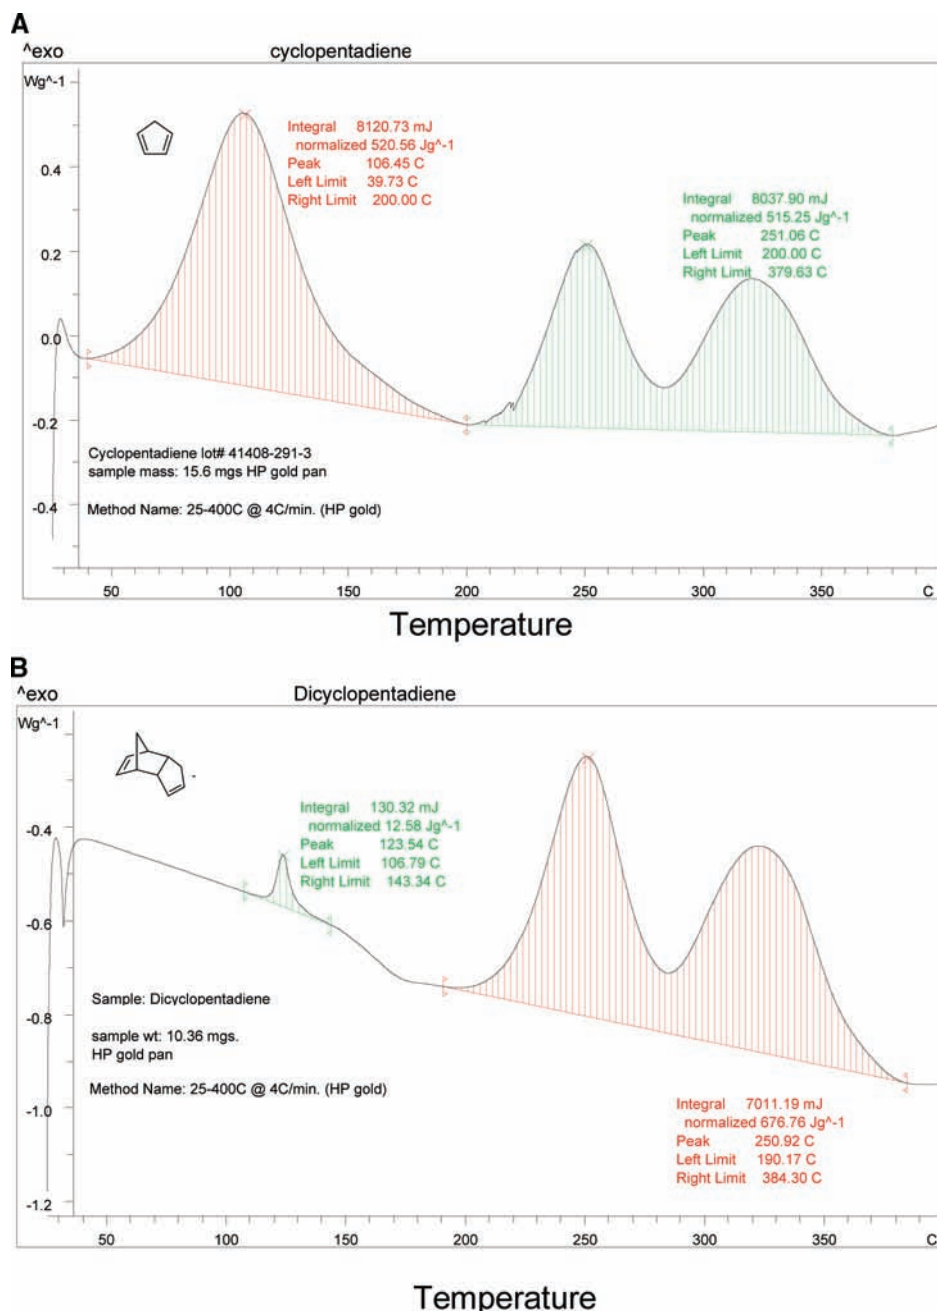 A
^exo
cyclopentadiene
Wg^-1
Integral 8120.73 mJ
normalized 520.56 Jg^-1
Peak 106.45 C
Left Limit 39.73 C
Right Limit 200.00 C
Integral 8037.90 mJ
normalized 515.25 Jg^-1
Peak 251.06 C
Left Limit 200.00 C
Right Limit 379.63 C
0.4
0.2
0.0
-0.2
-0.4
Cyclopentadiene lot# 41408-291-3
sample mass: 15.6 mgs HP gold pan
Method Name: 25-400C @ 4C/min. (HP gold)
50 100 150 200 250 300 350 C
Temperature
B
^exo
Dicyclopentadiene
Wg^-1
Integral 130.32 mJ
normalized 12.58 Jg^-1
Peak 123.54 C
Left Limit 106.79 C
Right Limit 143.34 C
-0.4
-0.6
-0.8
-1.0
-1.2
Sample: Dicyclopentadiene
sample wt: 10.36 mgs.
HP gold pan
Method Name: 25-400C @ 4C/min. (HP gold)
Integral 7011.19 mJ
normalized 676.76 Jg^-1
Peak 250.92 C
Left Limit 190.17 C
Right Limit 384.30 C
50 100 150 200 250 300 350 C
Temperature